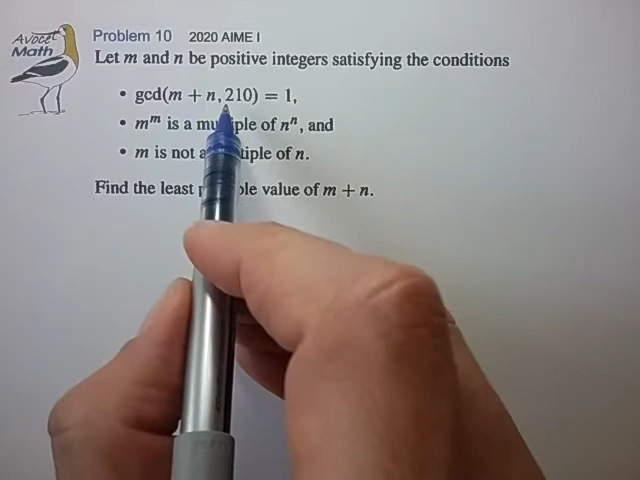 Avocet
Math
Problem 10 2020 AIME I
Let m and n be positive integers satisfying the conditions
• gcd(m + n, 210) = 1,
• m^m is a mu iple of n^n, and
• m is not a tiple of n.
Find the least ble value of m + n.